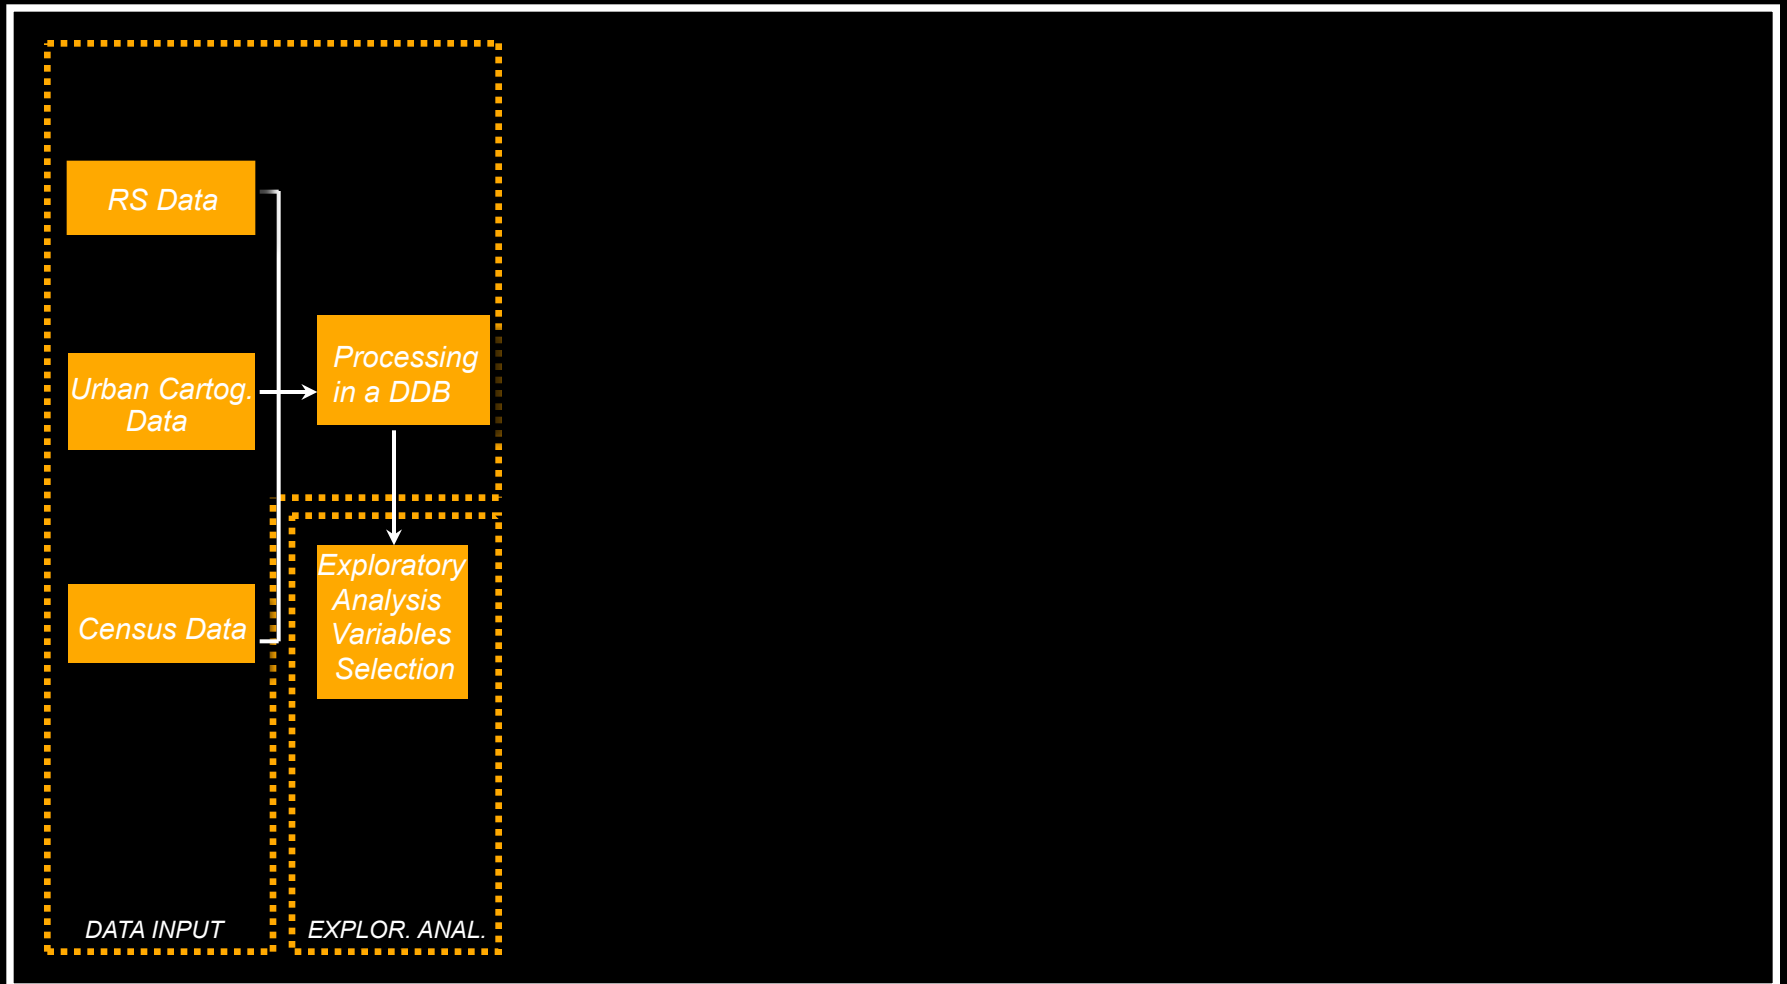 RS Data
Urban Cartog.
Data
Census Data
Processing
in a DDB
Exploratory
Analysis
Variables
Selection
DATA INPUT
EXPLOR. ANAL.